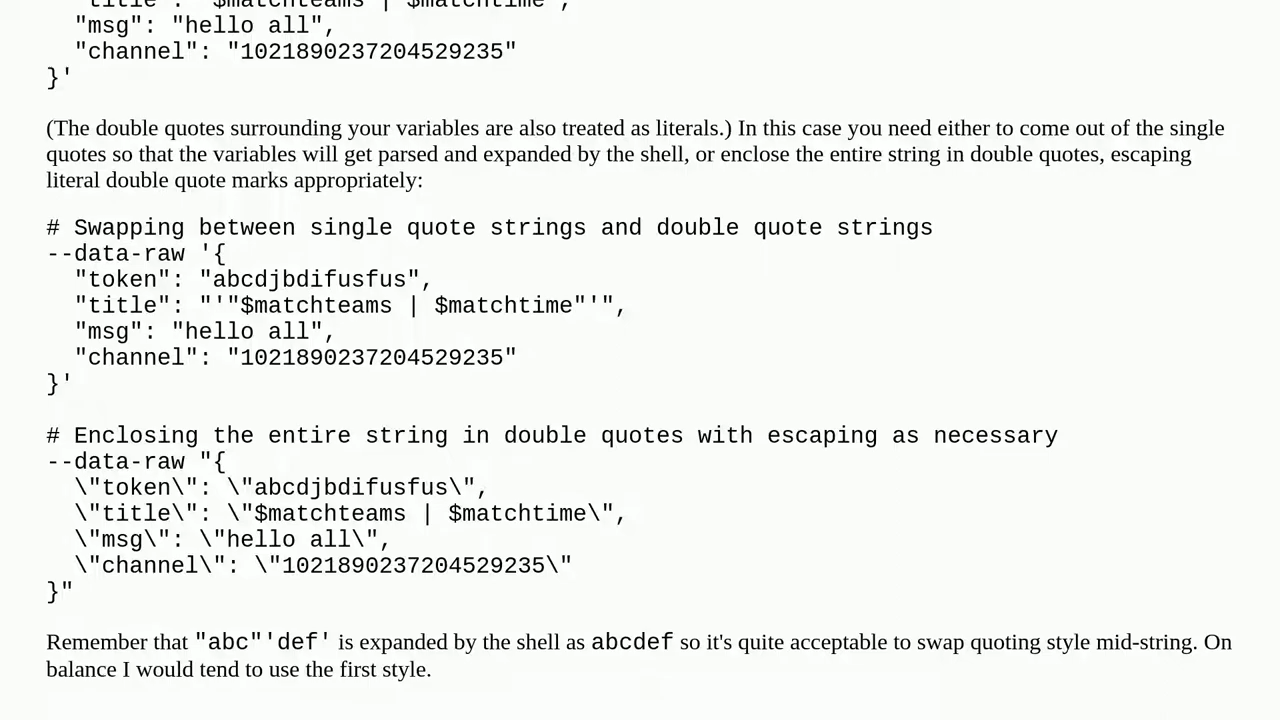 "title": "$matchteams | $matchtime",
"msg": "hello all",
"channel": "1021890237204529235"
}'
(The double quotes surrounding your variables are also treated as literals.) In this case you need either to come out of the single
quotes so that the variables will get parsed and expanded by the shell, or enclose the entire string in double quotes, escaping
literal double quote marks appropriately:
# Swapping between single quote strings and double quote strings
--data-raw '{
"token": "abcdjbdifusfus",
"title": "'"$matchteams | $matchtime"'",
"msg": "hello all",
"channel": "1021890237204529235"
}'
# Enclosing the entire string in double quotes with escaping as necessary
--data-raw "{
\"token\": \"abcdjbdifusfus\",
\"title\": \"$matchteams | $matchtime\",
\"msg\": \"hello all\",
\"channel\": \"1021890237204529235\"
}"
Remember that "abc"'def' is expanded by the shell as abcdef so it's quite acceptable to swap quoting style mid-string. On
balance I would tend to use the first style.